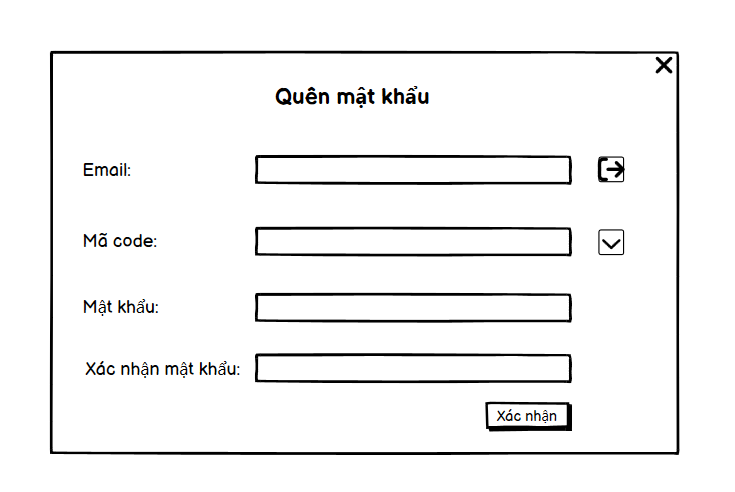 Quên mật khẩu
Email:
Mã code:
Mật khẩu:
Xác nhận mật khẩu:
Xác nhận